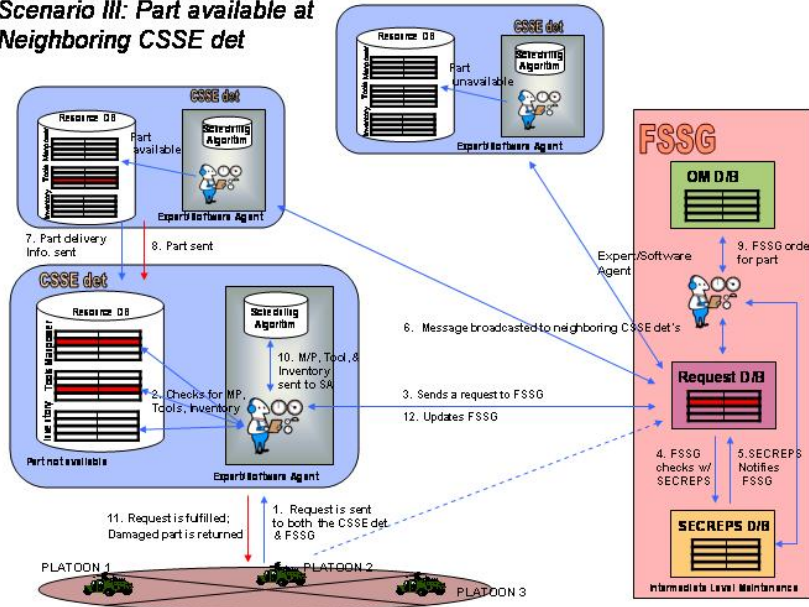 Scenario III: Part available at
Neighboring CSSE det
CSSE det
Resource DB
Manpower
Tools
Inventory
Scheduling
Algorithm
Part
unavailable
Expert/Software Agent
CSSE det
Resource DB
Manpower
Tools
Inventory
Scheduling
Algorithm
Part
available
Expert/Software Agent
7. Part delivery
Info. sent
8. Part sent
CSSE det
Resource DB
Manpower
Tools
Inventory
Part not available
Scheduling
Algorithm
10. M/P, Tool,&
Inventory
sent to SA
2. Checks for MP,
Tools, Inventory
Expert/Software Agent
FSSG
OM D/B
Expert/Software
Agent
9. FSSG orde
for part
6. Message broadcasted to neighboring CSSE det's
Request D/B
3. Sends a request to FSSG
12. Updates FSSG
4. FSSG
checks w/
SECREPS
5.SECREPS
Notifies
FSSG
SECREPS D/B
Intermediate Level Maintenance
11. Request is fulfilled;
Damaged part is returned
1. Request is sent
to both the CSSE det
& FSSG
PLATOON 1
PLATOON 2
PLATOON 3